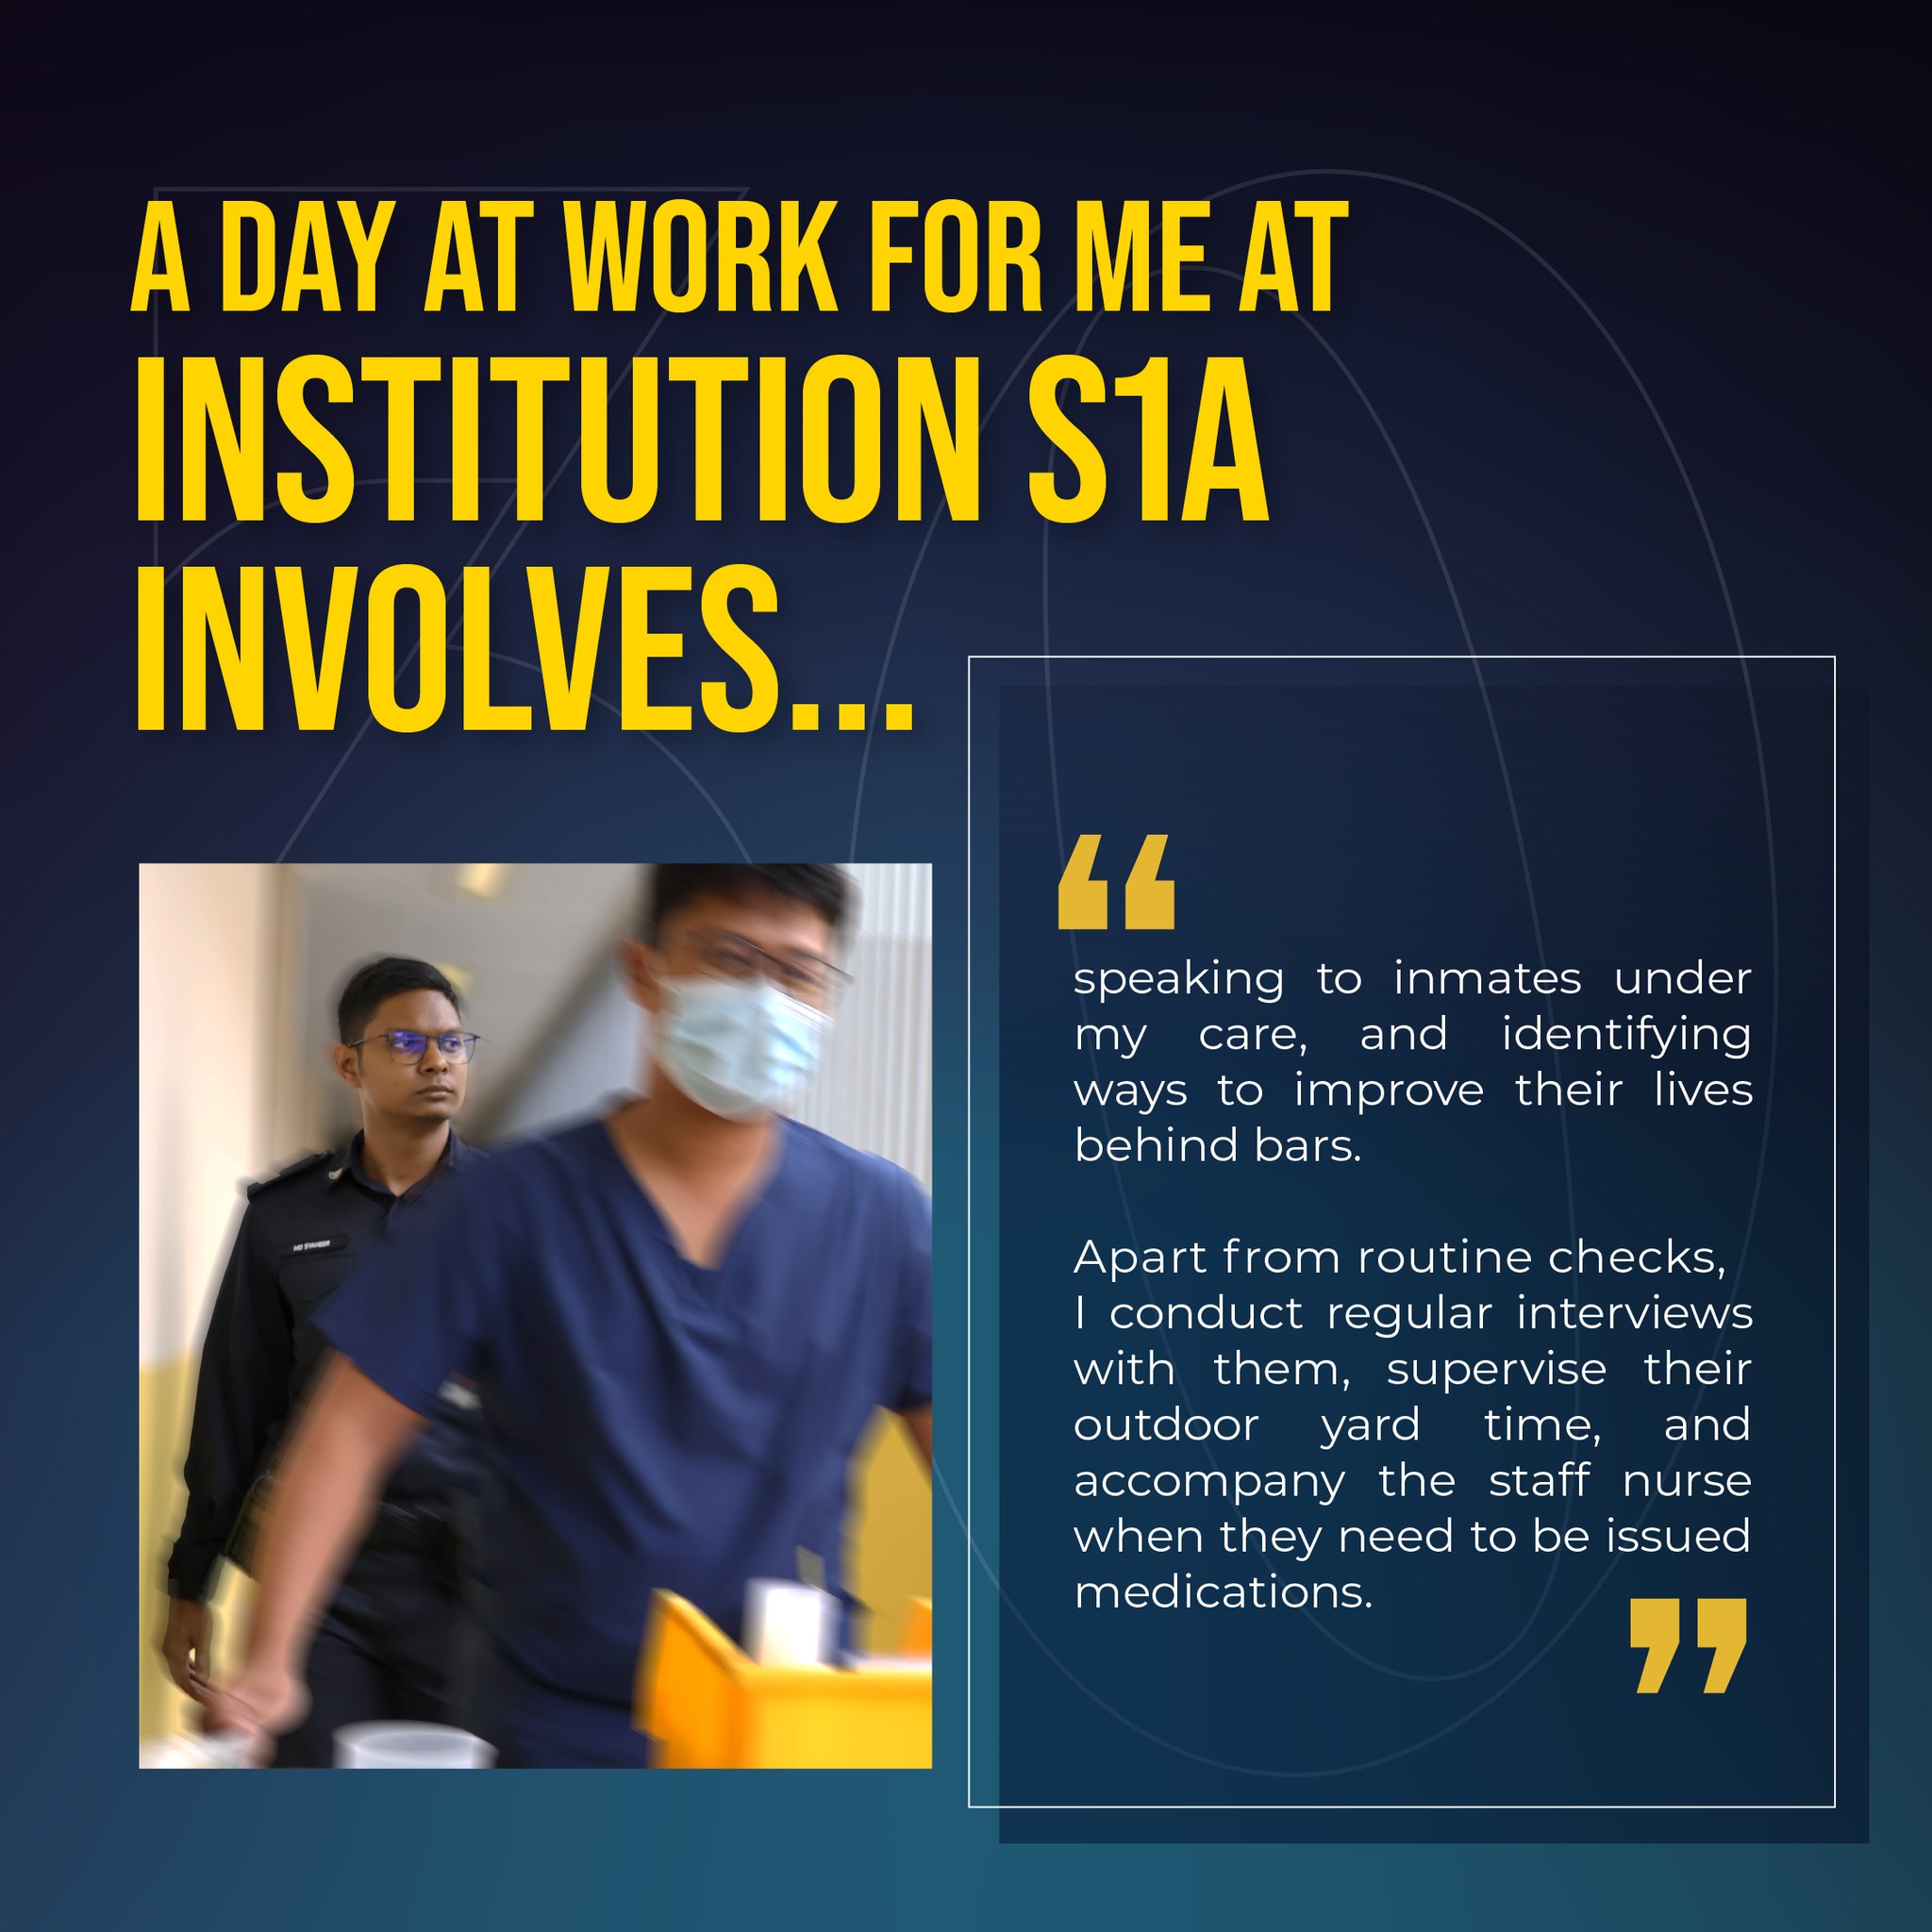 A DAY AT WORK FOR ME AT
INSTITUTION S1A
INVOLVES...
“
speaking to inmates under
my care, and identifying
ways to improve their lives
behind bars.
Apart from routine checks,
I conduct regular interviews
with them, supervise their
outdoor yard time, and
accompany the staff nurse
when they need to be issued
medications.
”
MD SYAHEER